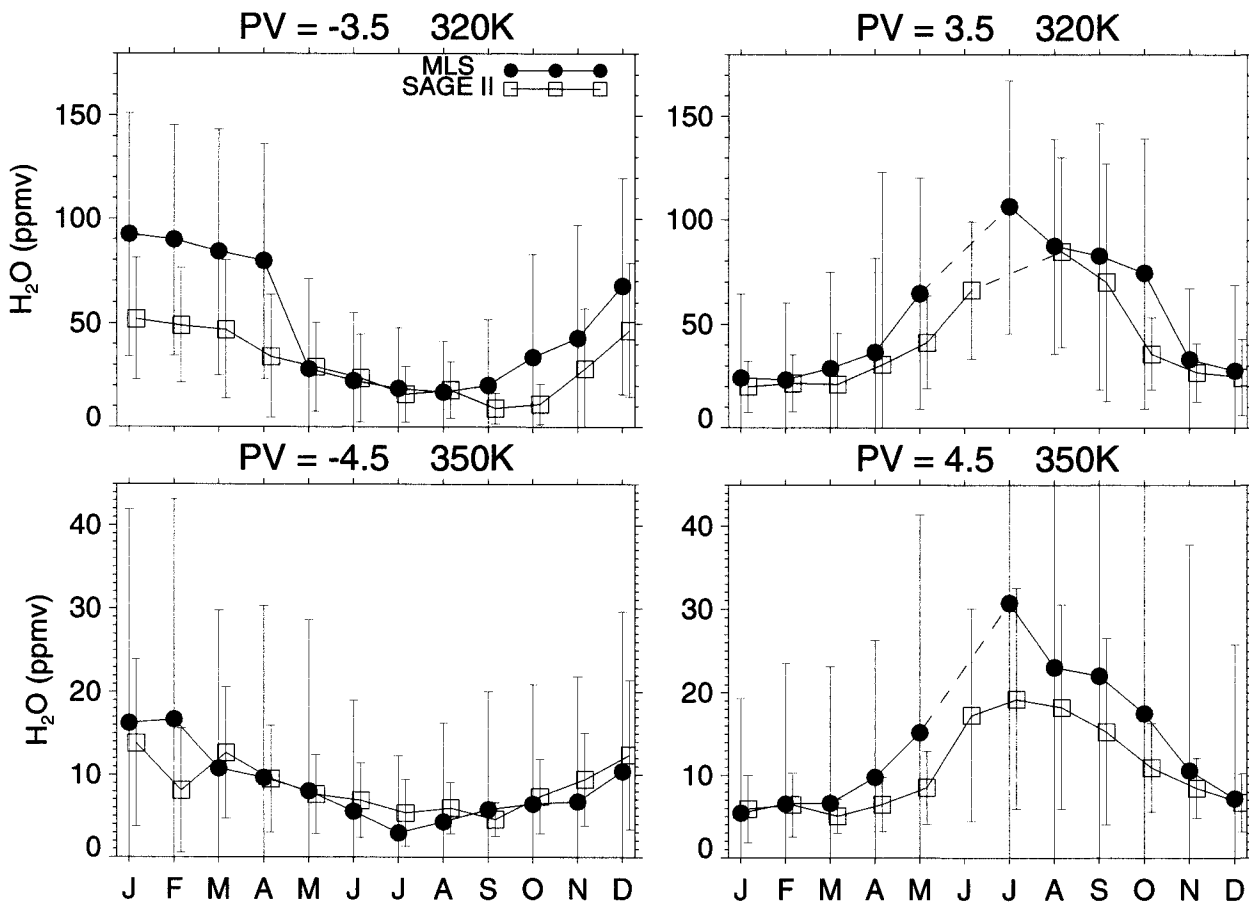 PV = -3.5 320K
PV = 3.5 320K
MLS
SAGE II
H₂O (ppmv)
150
100
50
0
150
100
50
0
PV = -4.5 350K
PV = 4.5 350K
H₂O (ppmv)
40
30
20
10
0
40
30
20
10
0
J F M A M J J A S O N D
J F M A M J J A S O N D